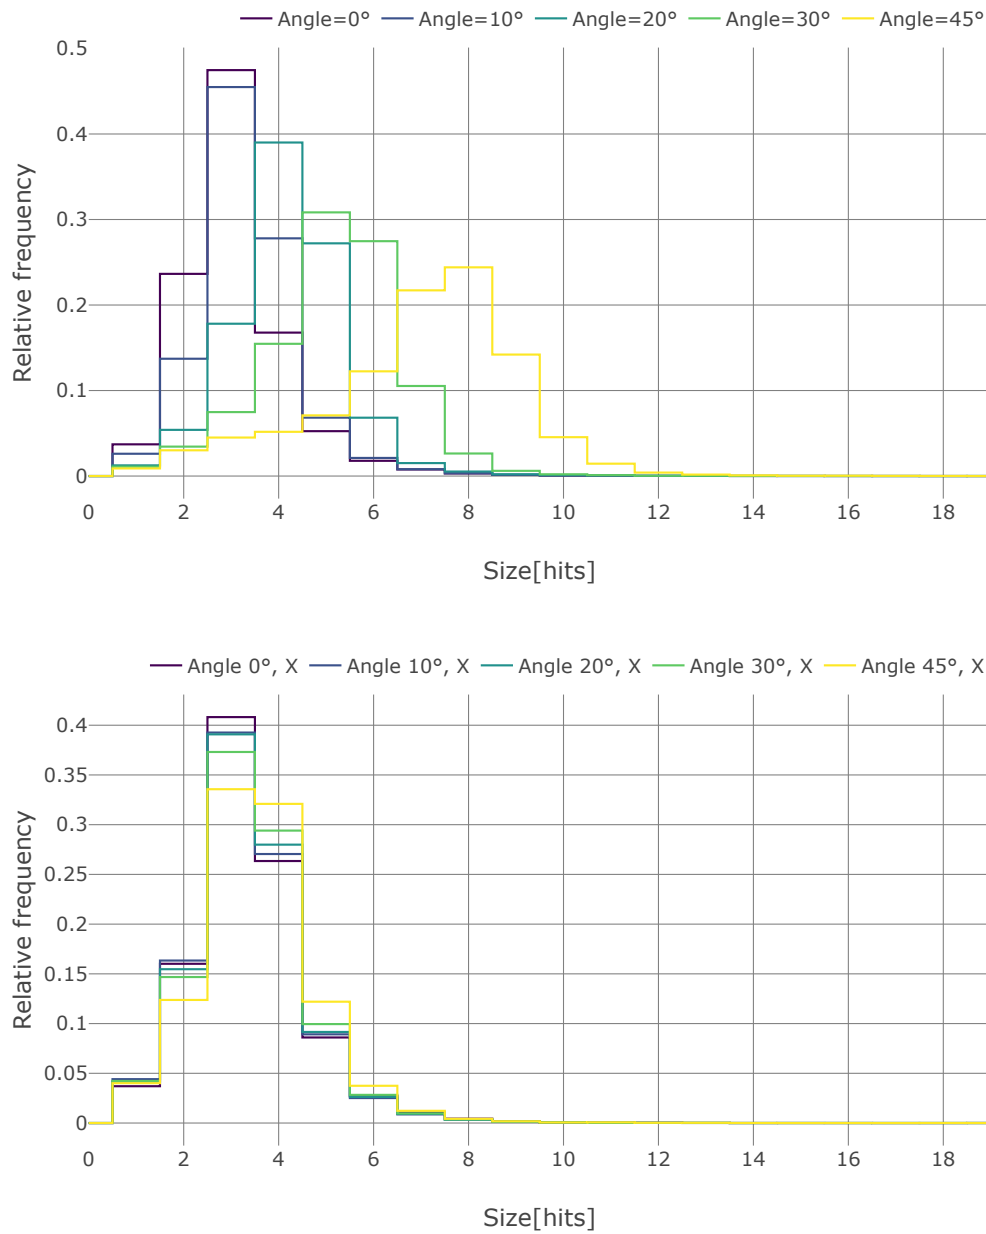 Angle=0° Angle=10° Angle=20° Angle=30° Angle=45°
0.5
0.4
0.3
0.2
0.1
0
Relative frequency
0 2 4 6 8 10 12 14 16 18
Size[hits]
Angle 0°, X Angle 10°, X Angle 20°, X Angle 30°, X Angle 45°, X
0.4
0.35
0.3
0.25
0.2
0.15
0.1
0.05
0
Relative frequency
0 2 4 6 8 10 12 14 16 18
Size[hits]